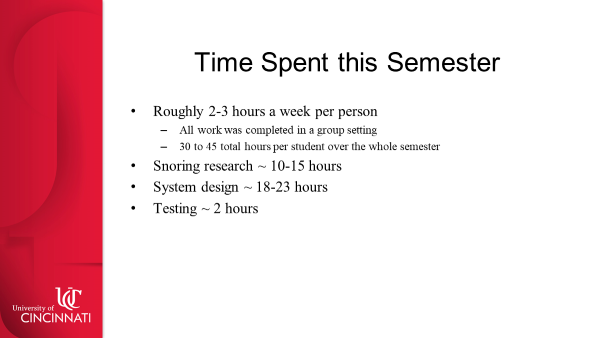 Time Spent this Semester
• Roughly 2-3 hours a week per person
– All work was completed in a group setting
– 30 to 45 total hours per student over the whole semester
• Snoring research ~ 10-15 hours
• System design ~ 18-23 hours
• Testing ~ 2 hours
UC
University of
CINCINNATI